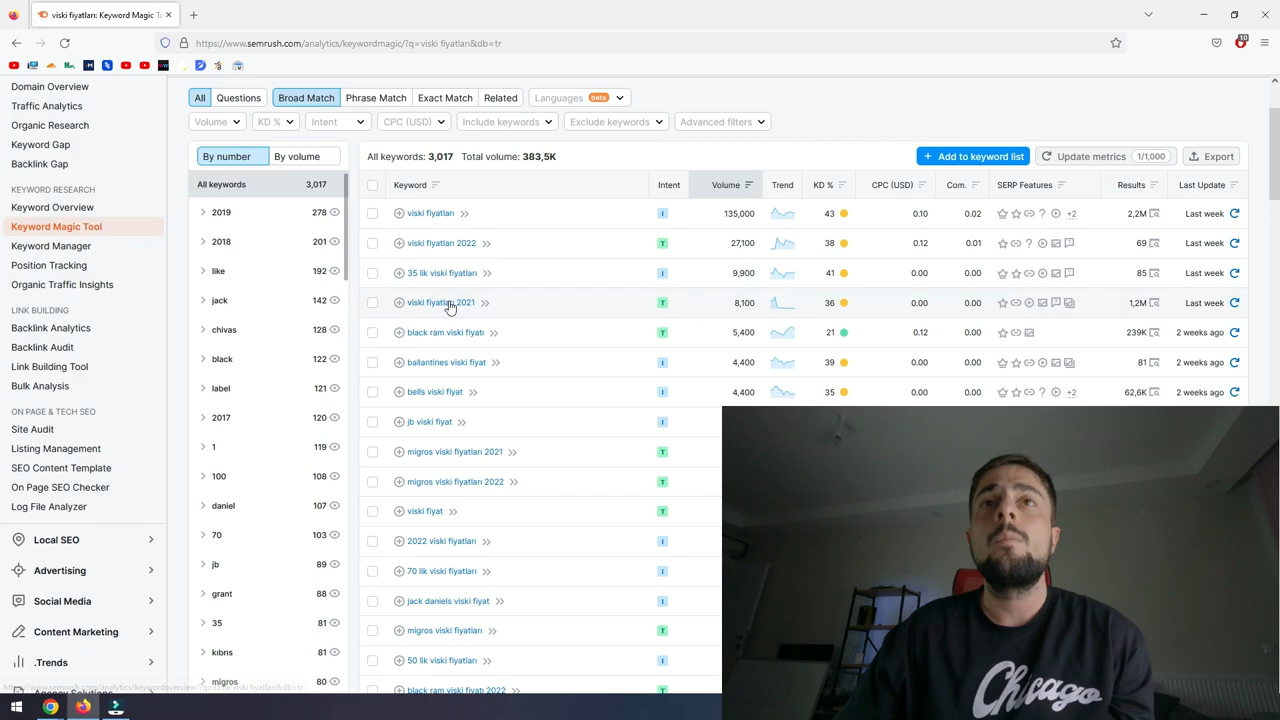 viski fiyatları: Keyword Magic To
https://www.semrush.com/analytics/keywordmagic/?q=viski fiyatları&db=tr
10
Domain Overview
Traffic Analytics
Organic Research
Keyword Gap
Backlink Gap
KEYWORD RESEARCH
Keyword Overview
Keyword Magic Tool
Keyword Manager
Position Tracking
Organic Traffic Insights
LINK BUILDING
Backlink Analytics
Backlink Audit
Link Building Tool
Bulk Analysis
ON PAGE & TECH SEO
Site Audit
Listing Management
SEO Content Template
On Page SEO Checker
Log File Analyzer
Local SEO
Advertising
Social Media
Content Marketing
.Trends
Agency Solutions
All Questions Broad Match Phrase Match Exact Match Related Languages beta
Volume KD % Intent CPC (USD) Include keywords Exclude keywords Advanced filters
By number By volume
All keywords 3,017
2019 278
2018 201
like 192
jack 142
chivas 128
black 122
label 121
2017 120
1 119
100 108
daniel 107
70 103
jb 89
grant 88
35 81
kıbrıs 81
migros 80
All keywords: 3,017 Total volume: 383,5K
+ Add to keyword list Update metrics 1/1,000 Export
Keyword Intent Volume Trend KD % CPC (USD) Com. SERP Features Results Last Update
viski fiyatları I 135,000 43 0.10 0.02 +2 2,2M Last week
viski fiyatları 2022 T 27,100 38 0.12 0.01 69 Last week
35 lik viski fiyatları I 9,900 41 0.00 0.00 85 Last week
viski fiyatları 2021 T 8,100 36 0.00 0.00 1,2M Last week
black ram viski fiyatı T 5,400 21 0.12 0.00 239K 2 weeks ago
ballantines viski fiyat I 4,400 39 0.00 0.00 81 2 weeks ago
bells viski fiyat I 4,400 35 0.00 0.00 +2 62,6K 2 weeks ago
jb viski fiyat I
migros viski fiyatları 2021 T
migros viski fiyatları 2022 T
viski fiyat I
2022 viski fiyatları I
70 lik viski fiyatları I
jack daniels viski fiyat I
migros viski fiyatları T
50 lik viski fiyatları I
black ram viski fiyatı 2022 T
Chicago